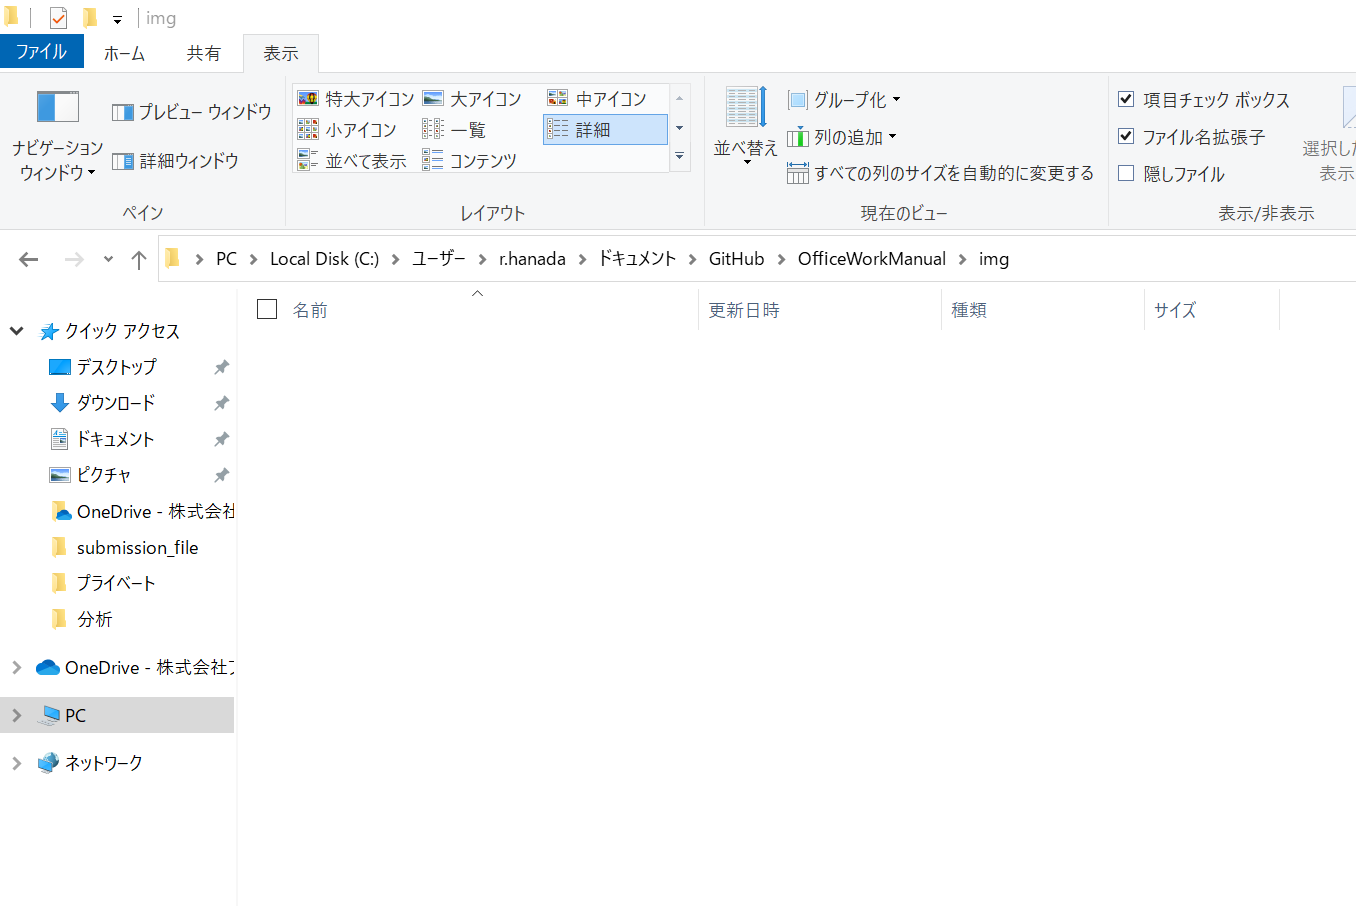 img
ファイル ホーム 共有 表示
ナビゲーション
ウィンドウ
プレビュー ウィンドウ
詳細ウィンドウ
ペイン
特大アイコン 大アイコン 中アイコン
小アイコン 一覧 詳細
並べて表示 コンテンツ
レイアウト
並べ替え
グループ化
列の追加
すべての列のサイズを自動的に変更する
現在のビュー
項目チェック ボックス
ファイル名拡張子
隠しファイル
選択した
表示
表示/非表示
PC Local Disk (C:) ユーザー r.hanada ドキュメント GitHub OfficeWorkManual img
名前 更新日時 種類 サイズ
クイック アクセス
デスクトップ
ダウンロード
ドキュメント
ピクチャ
OneDrive - 株式会社
submission_file
プライベート
分析
OneDrive - 株式会社
PC
ネットワーク